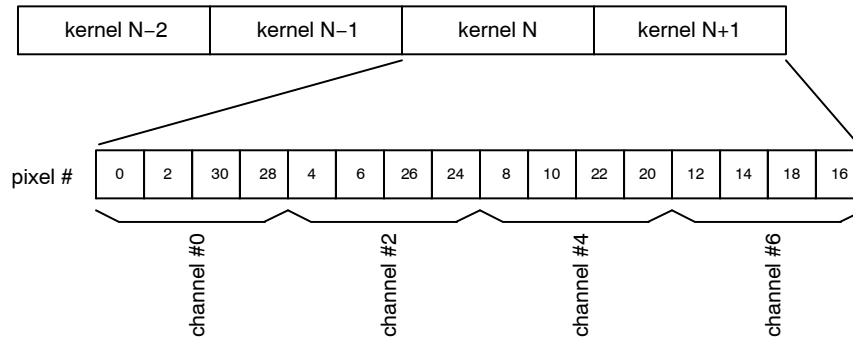 kernel N−2 kernel N−1 kernel N kernel N+1
pixel # 0 2 30 28 4 6 26 24 8 10 22 20 12 14 18 16
channel #0 channel #2 channel #4 channel #6